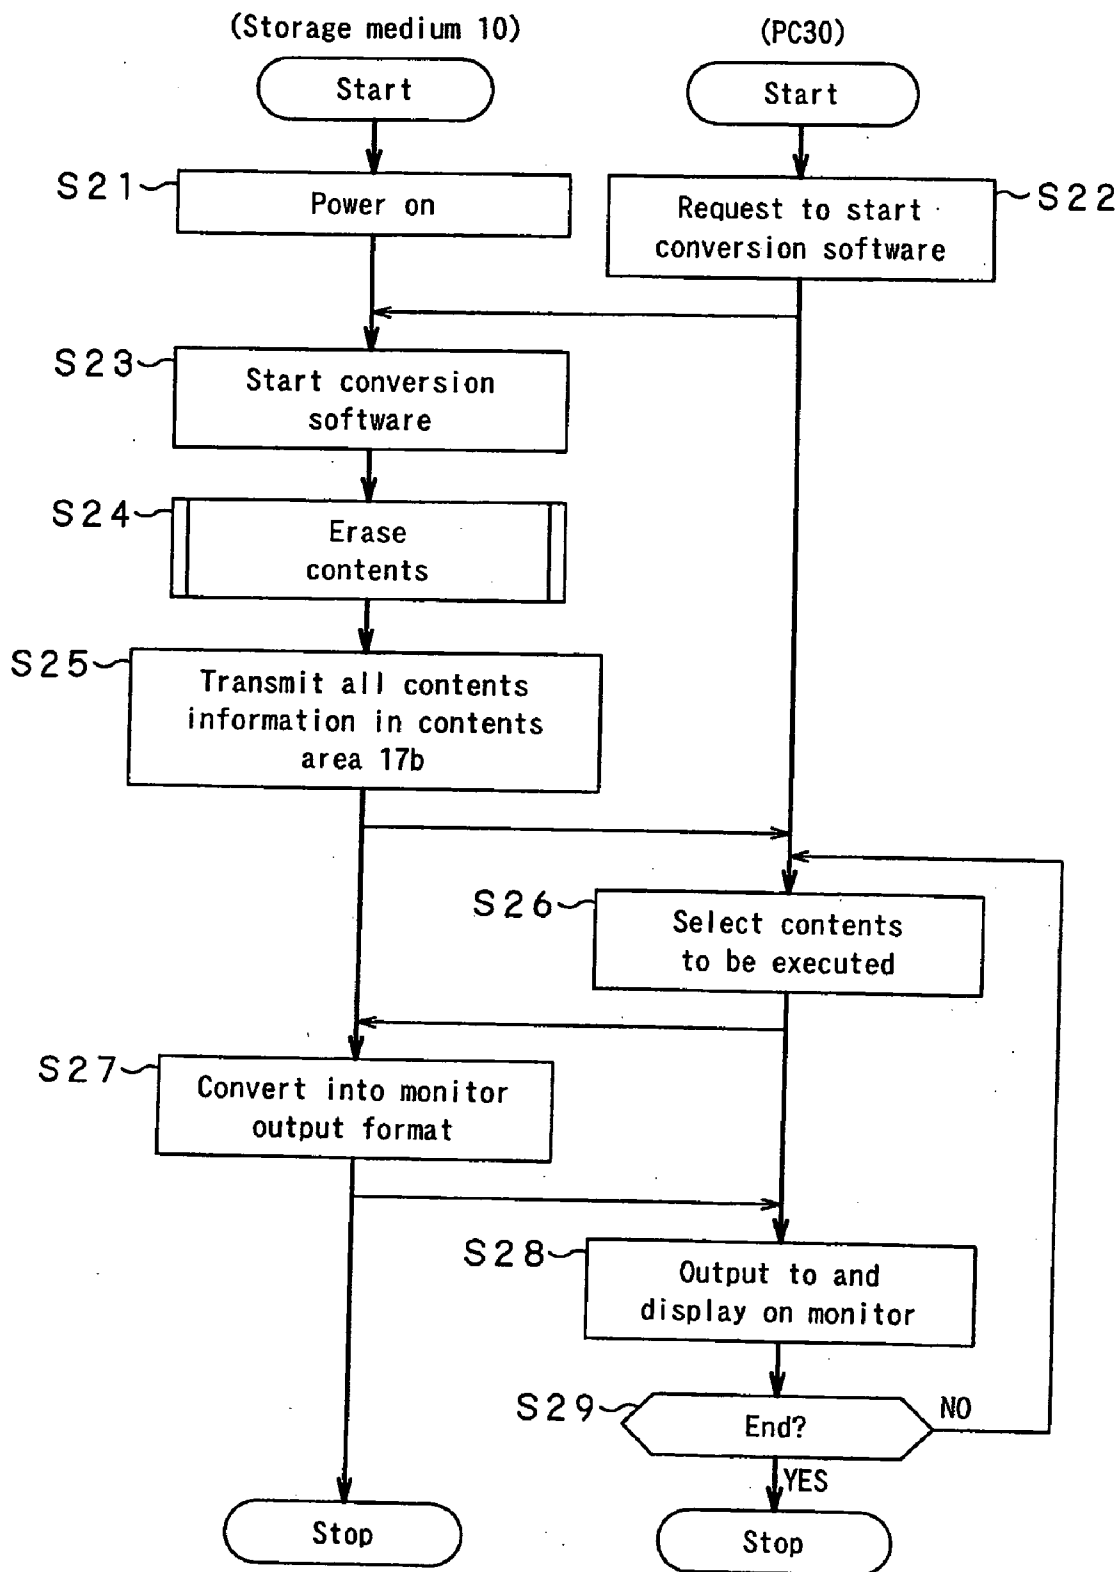 (Storage medium 10)
(PC30)
Start
Start
S21
Power on
Request to start
conversion software
S22
S23
Start conversion
software
S24
Erase
contents
S25
Transmit all contents
information in contents
area 17b
S26
Select contents
to be executed
S27
Convert into monitor
output format
S28
Output to and
display on monitor
S29
End?
NO
YES
Stop
Stop